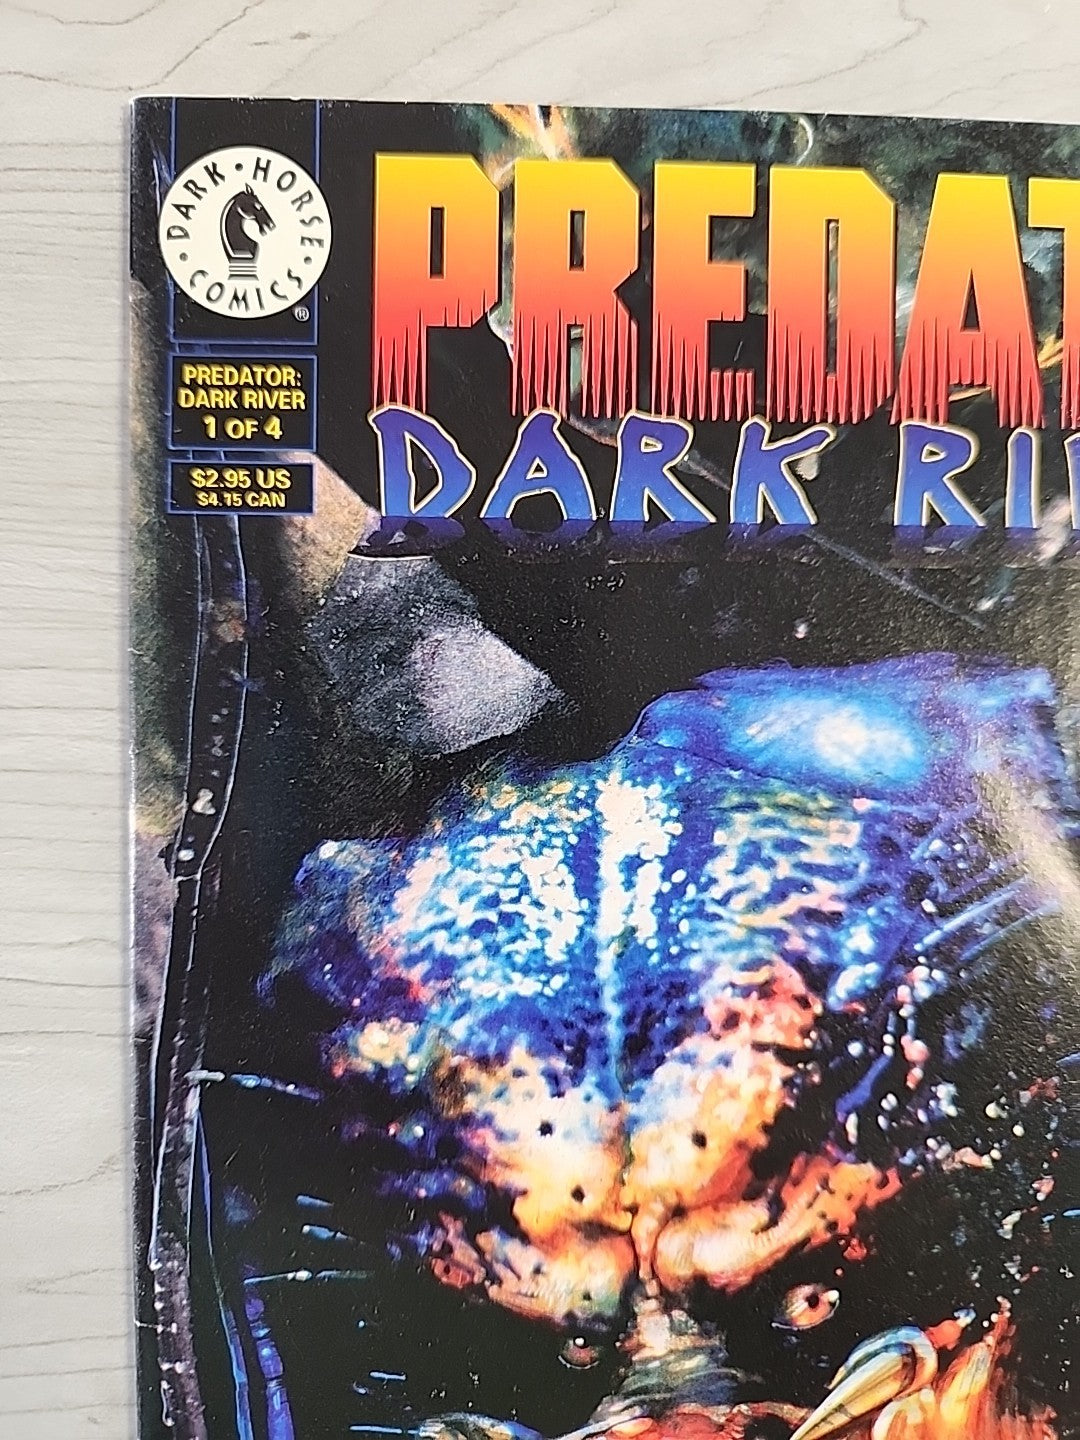 DARK • HORSE • COMICS •
®
PREDATOR:
DARK RIVER
1 OF 4
$2.95 US
$4.15 CAN
PREDAT
DARK RI